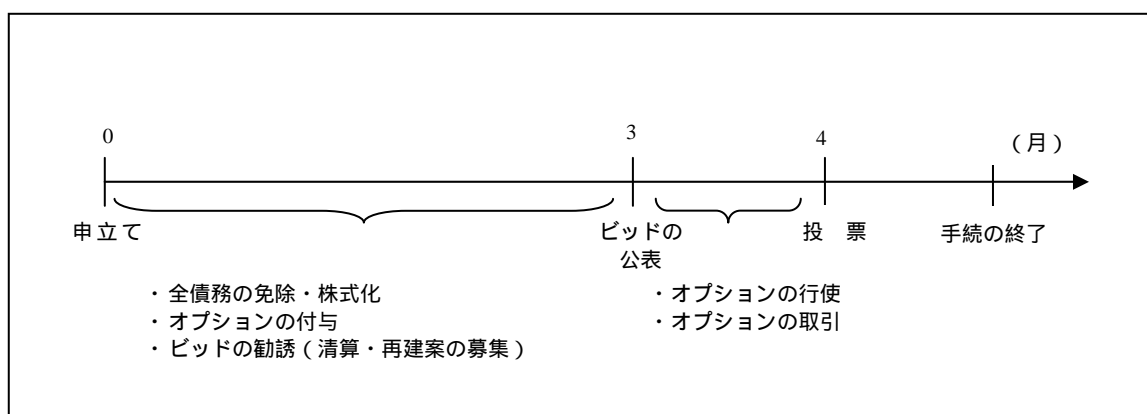 0
3
4
(月)
申立て
ビッドの
公表
投 票
手続の終了
・全債務の免除・株式化
・オプションの付与
・ビッドの勧誘(清算・再建案の募集)
・オプションの行使
・オプションの取引